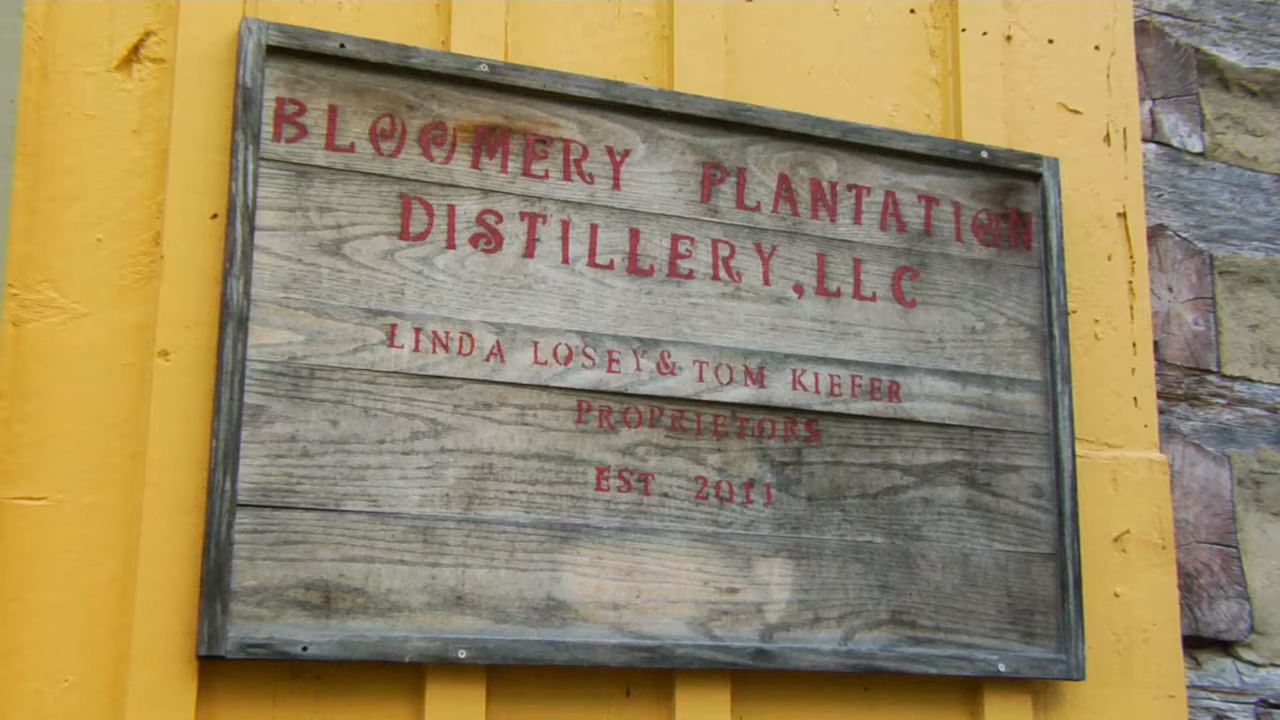 BLOOMERY PLANTATION
DISTILLERY, LLC
LINDA LOSEY & TOM KIEFER
PROPRIETORS
EST. 2011